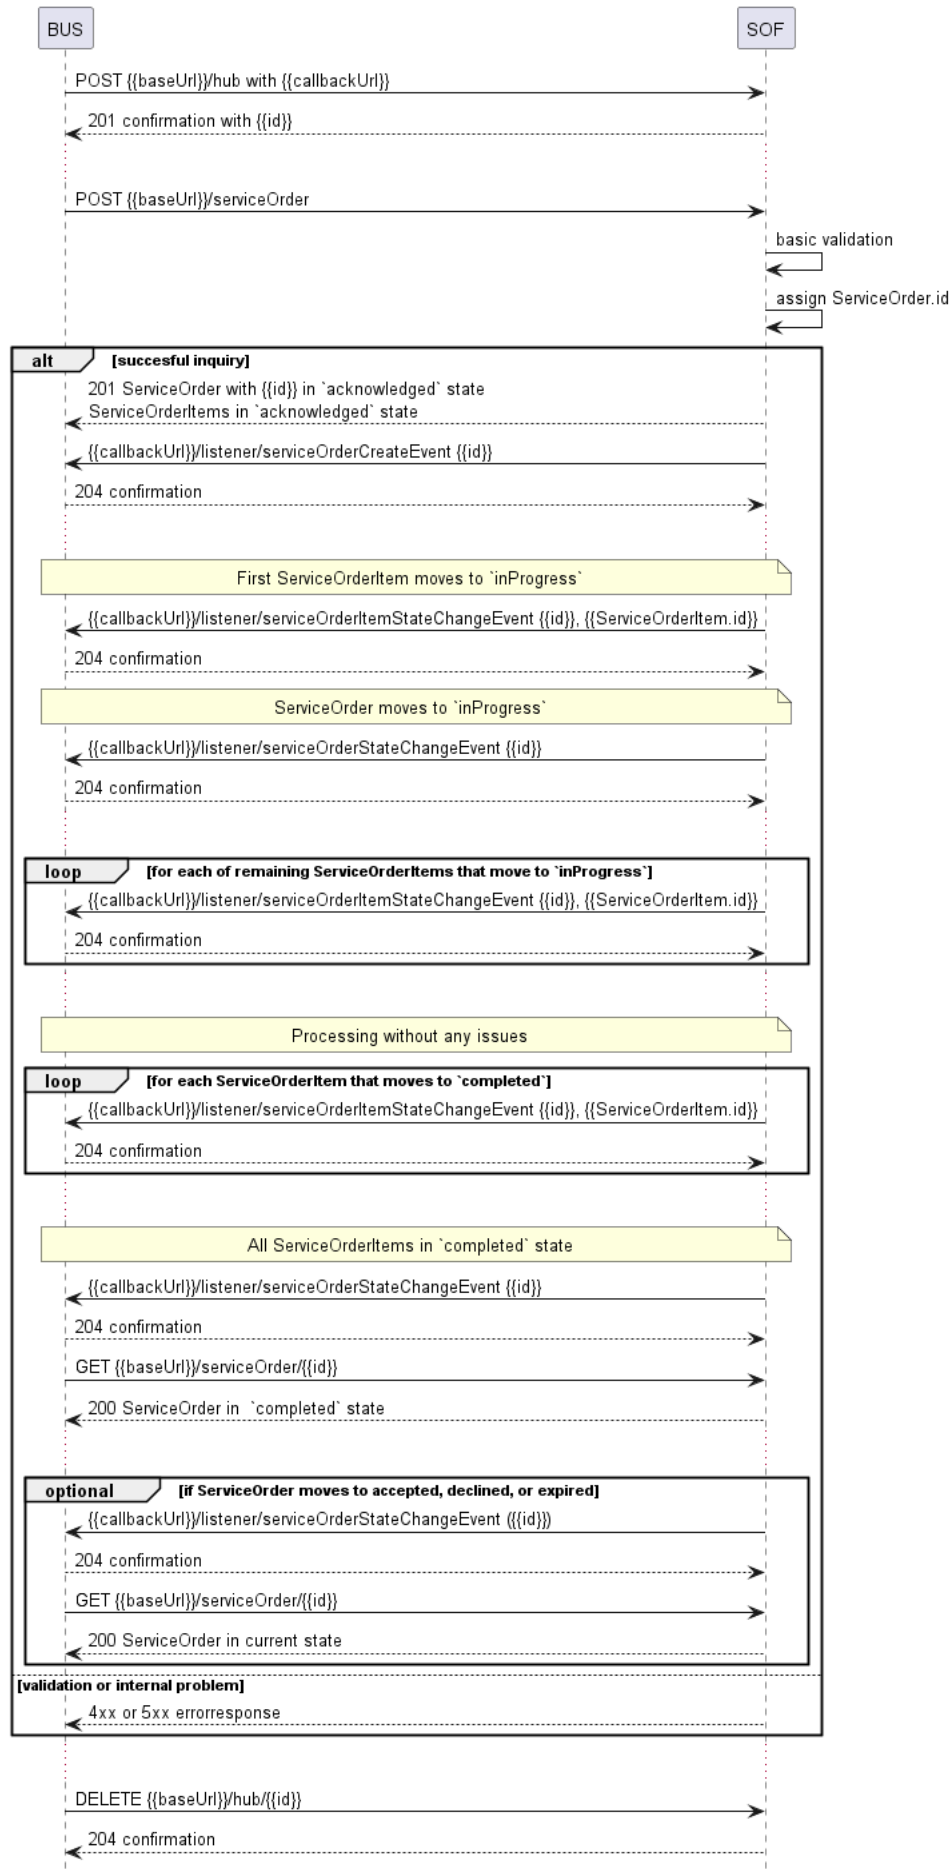 BUS SOF
POST {{baseUrl}}/hub with {{callbackUrl}}
201 confirmation with {{id}}
POST {{baseUrl}}/serviceOrder
basic validation
assign ServiceOrder.id
alt [succesful inquiry]
201 ServiceOrder with {{id}} in `acknowledged` state
ServiceOrderItems in `acknowledged` state
{{callbackUrl}}/listener/serviceOrderCreateEvent {{id}}
204 confirmation
First ServiceOrderItem moves to `inProgress`
{{callbackUrl}}/listener/serviceOrderItemStateChangeEvent {{id}}, {{ServiceOrderItem.id}}
204 confirmation
ServiceOrder moves to `inProgress`
{{callbackUrl}}/listener/serviceOrderStateChangeEvent {{id}}
204 confirmation
loop [for each of remaining ServiceOrderItems that move to `inProgress`]
{{callbackUrl}}/listener/serviceOrderItemStateChangeEvent {{id}}, {{ServiceOrderItem.id}}
204 confirmation
Processing without any issues
loop [for each ServiceOrderItem that moves to `completed`]
{{callbackUrl}}/listener/serviceOrderItemStateChangeEvent {{id}}, {{ServiceOrderItem.id}}
204 confirmation
All ServiceOrderItems in `completed` state
{{callbackUrl}}/listener/serviceOrderStateChangeEvent {{id}}
204 confirmation
GET {{baseUrl}}/serviceOrder/{{id}}
200 ServiceOrder in `completed` state
optional [if ServiceOrder moves to accepted, declined, or expired]
{{callbackUrl}}/listener/serviceOrderStateChangeEvent ({{id}})
204 confirmation
GET {{baseUrl}}/serviceOrder/{{id}}
200 ServiceOrder in current state
[validation or internal problem]
4xx or 5xx errorresponse
DELETE {{baseUrl}}/hub/{{id}}
204 confirmation